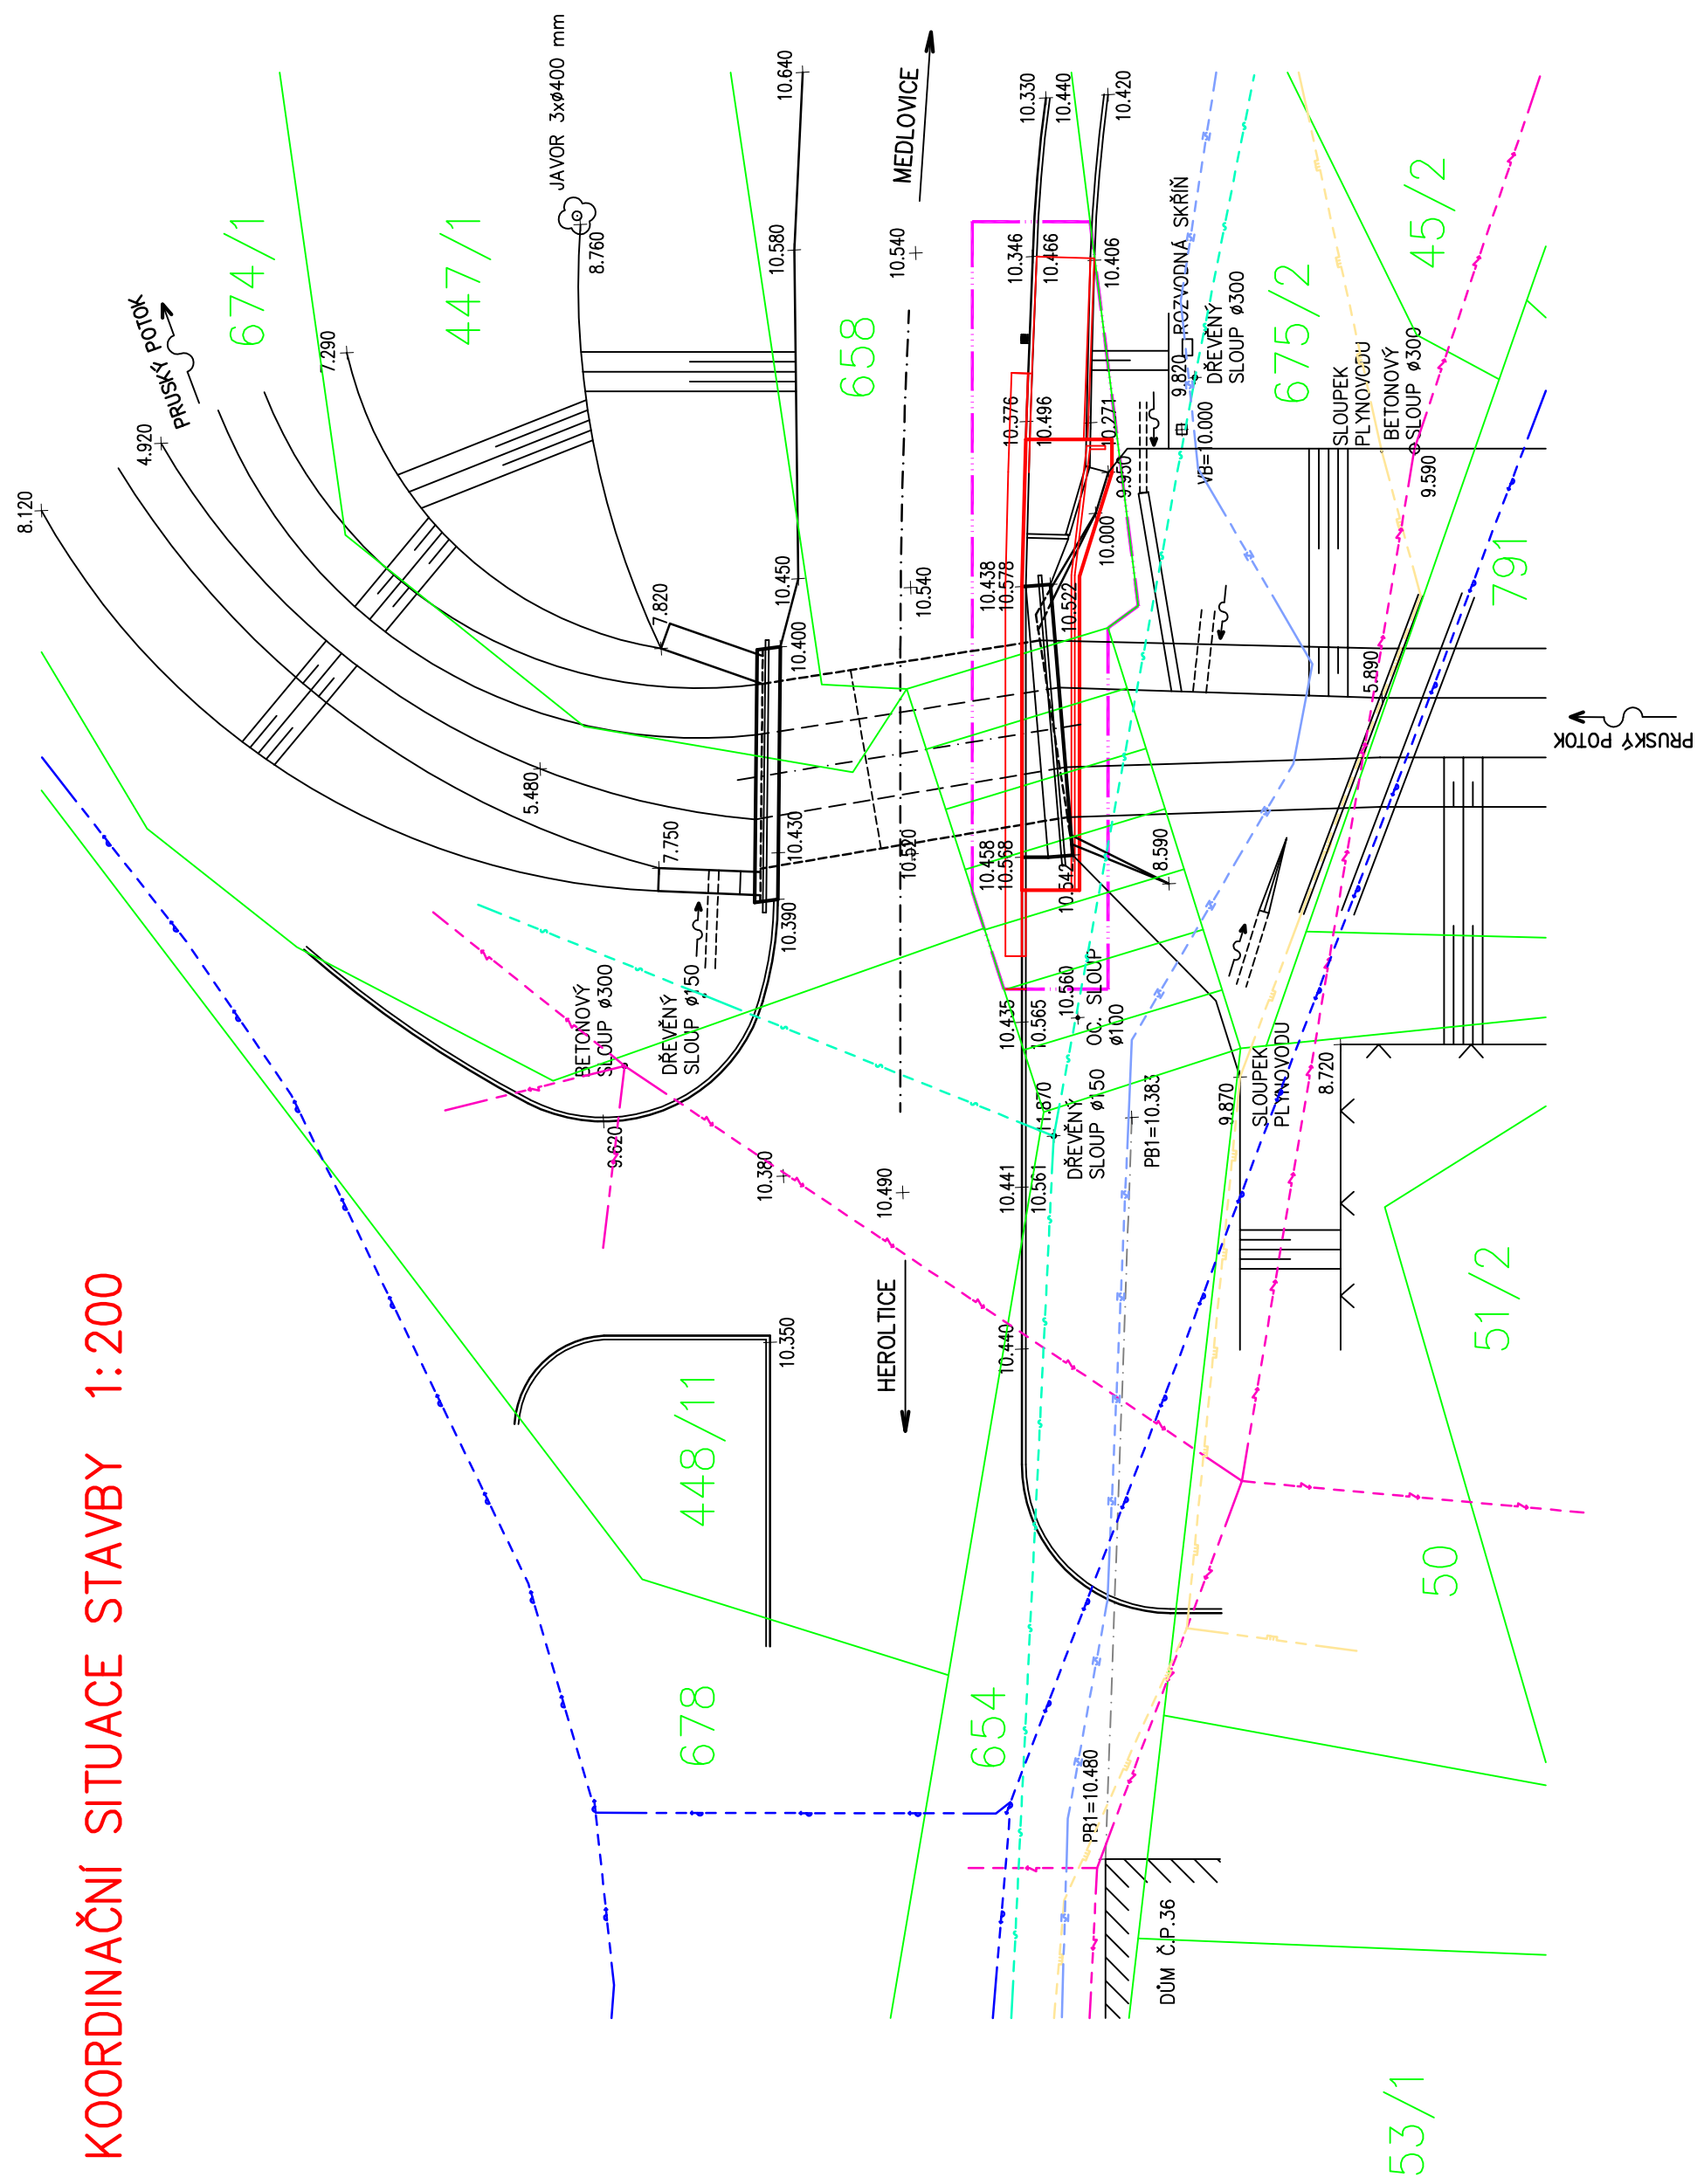 KOORDINAČNÍ SITUACE STAVBY 1:200
8.120
4.920
PRUSKÝ POTOK
7.290
674/1
447/1
JAVOR 3xø400 mm
8.760
10.640
10.580
MEDLOVICE
10.540
658
10.330
10.440
10.420
10.346
10.466
10.406
10.376
10.496
10.271
9.950
10.000
9.820
ROZVODNÁ SKŘÍŇ
DŘEVĚNÝ
SLOUP ø300
VB=10.000
675/2
45/2
SLOUPEK
PLYNOVODU
BETONOVÝ
SLOUP ø300
9.590
791
5.890
PRUSKÝ POTOK
7.820
10.450
10.400
10.540
10.438
10.578
10.522
5.480
7.750
10.430
10.390
10.520
10.458
10.568
10.542
8.590
BETONOVÝ
SLOUP ø300
DŘEVĚNÝ
SLOUP ø150
9.620
10.380
10.490
10.435
10.565
10.560
OC. SLOUP
ø100
11.870
DŘEVĚNÝ
SLOUP ø150
PB1=10.383
9.870
SLOUPEK
PLYNOVODU
8.720
10.441
10.561
10.440
HEROLTICE
10.350
448/11
51/2
50
678
654
PB1=10.480
DŮM Č.P.36
53/1